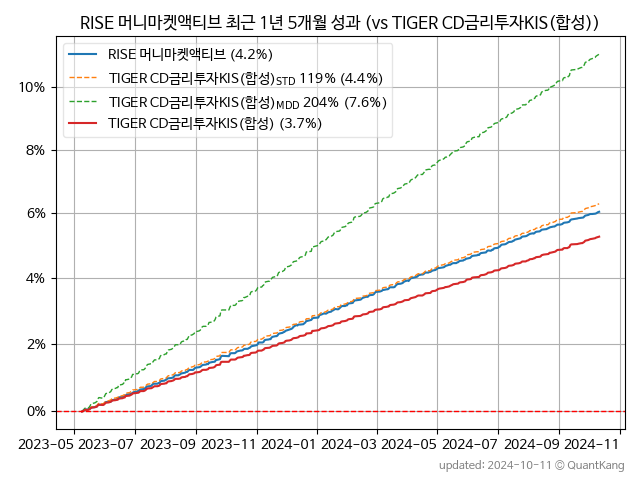 RISE 머니마켓액티브 최근 1년 5개월 성과 (vs TIGER CD금리투자KIS(합성))
RISE 머니마켓액티브 (4.2%)
TIGER CD금리투자KIS(합성)STD 119% (4.4%)
TIGER CD금리투자KIS(합성)MDD 204% (7.6%)
TIGER CD금리투자KIS(합성) (3.7%)
10%
8%
6%
4%
2%
0%
2023-05 2023-07 2023-09 2023-11 2024-01 2024-03 2024-05 2024-07 2024-09 2024-11
updated: 2024-10-11 © QuantKang